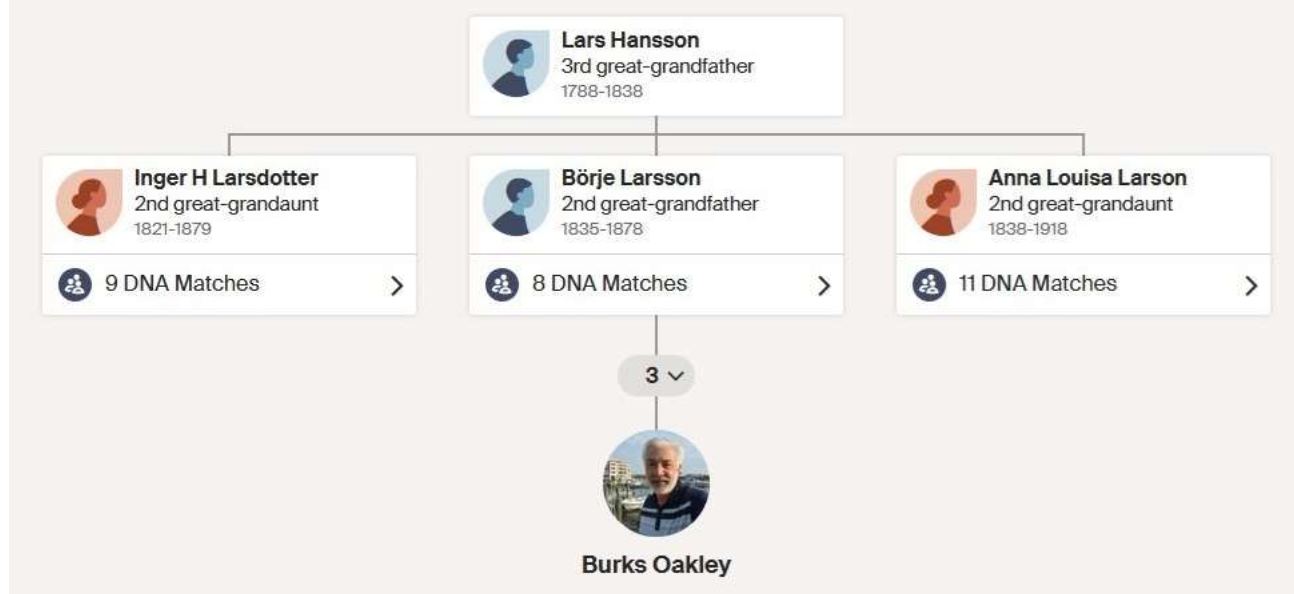 Lars Hansson
3rd great-grandfather
1788-1838
Inger H Larsdotter
2nd great-grandaunt
1821-1879
9 DNA Matches
Börje Larsson
2nd great-grandfather
1835-1878
8 DNA Matches
Anna Louisa Larson
2nd great-grandaunt
1838-1918
11 DNA Matches
3
Burks Oakley